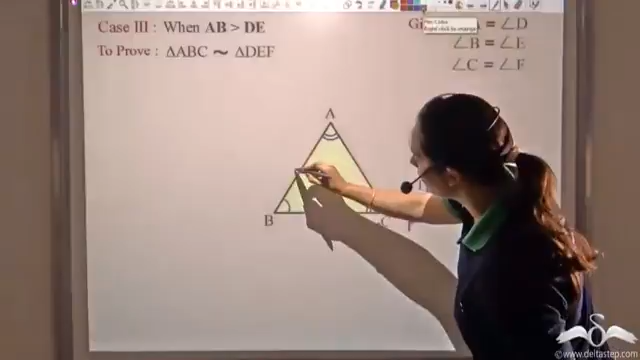 Case III : When AB > DE
To Prove : ΔABC ~ ΔDEF
∠D
∠B = ∠E
∠C = ∠F
A
B
C
© www.deltastep.com